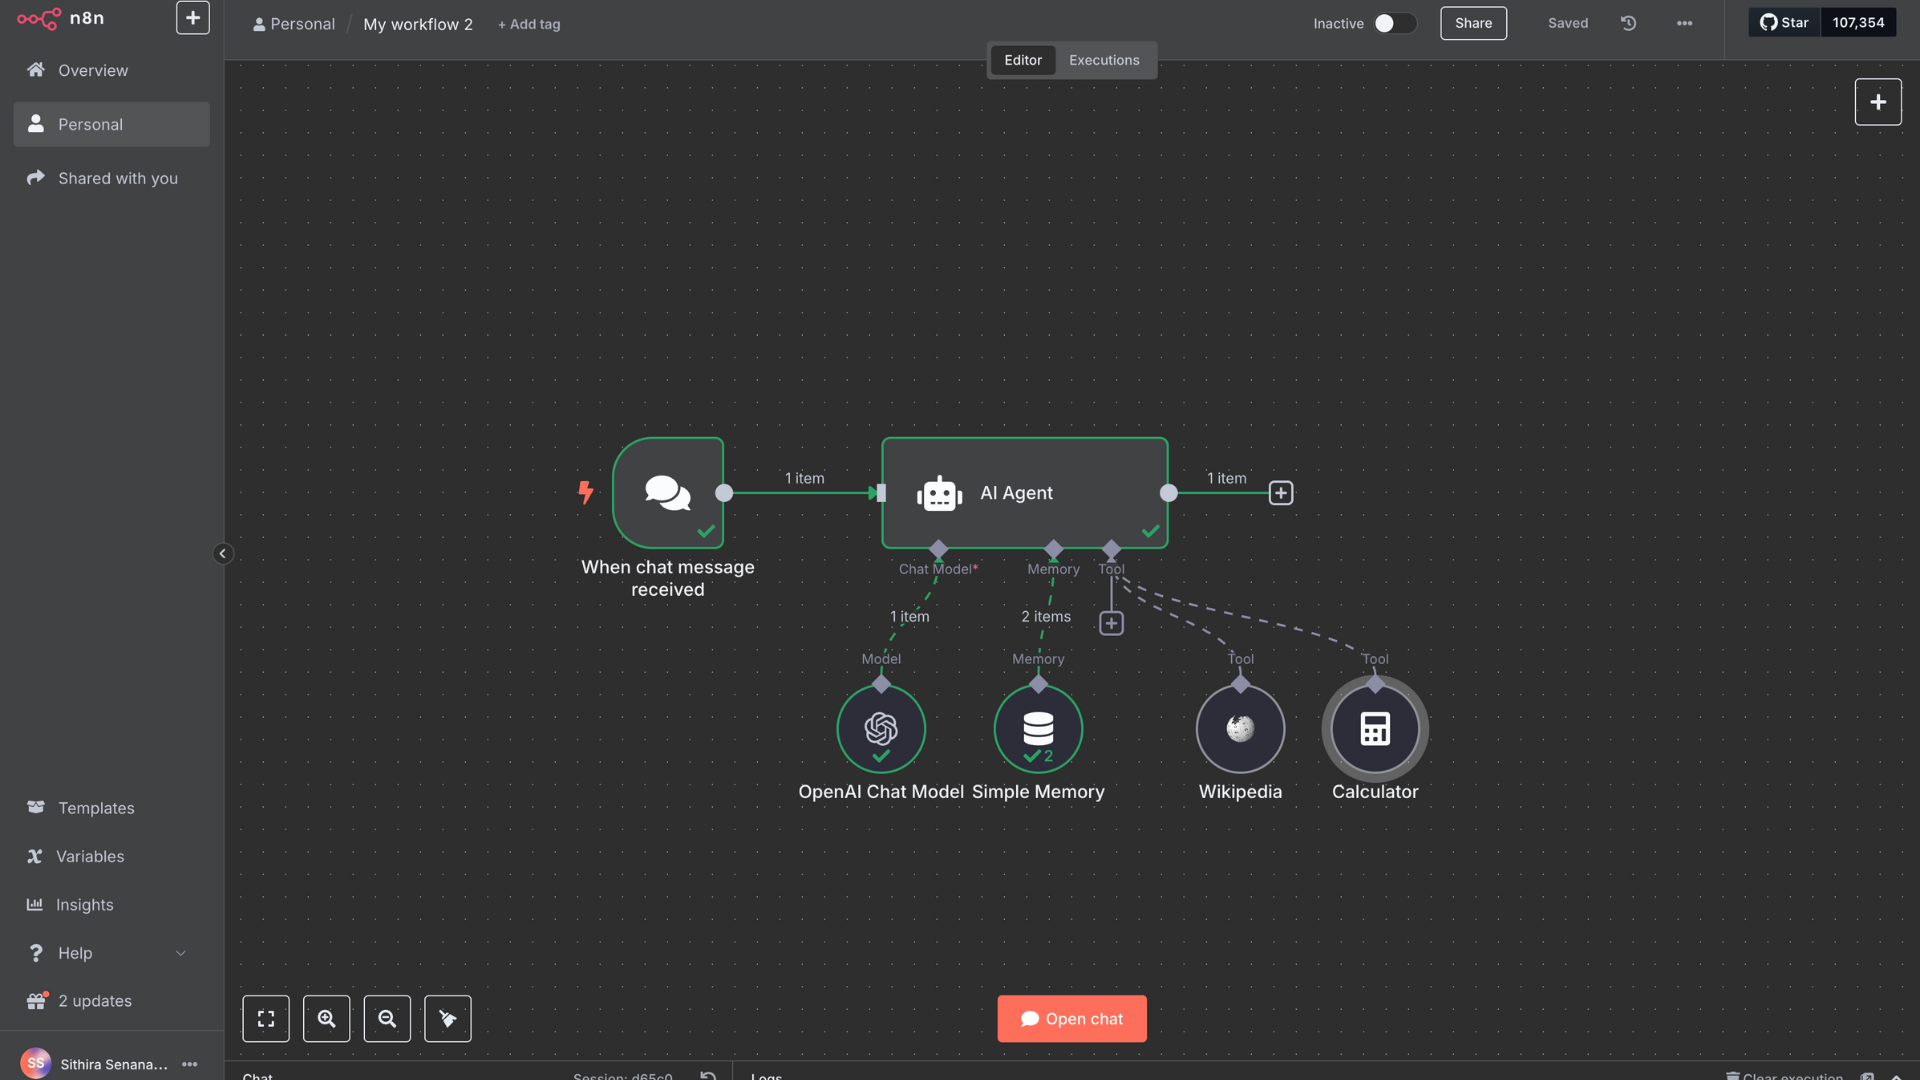 n8n
Personal / My workflow 2 + Add tag
Inactive
Share
Saved
Star 107,354
Editor Executions
Overview
Personal
Shared with you
1 item
AI Agent
1 item
When chat message
received
Chat Model*
Memory
Tool
1 item
2 items
Model
Memory
Tool
Tool
2
OpenAI Chat Model
Simple Memory
Wikipedia
Calculator
Templates
Variables
Insights
Help
2 updates
Open chat
SS Sithira Senana...
Chat
Session: d65c0
Logs
Clear execution